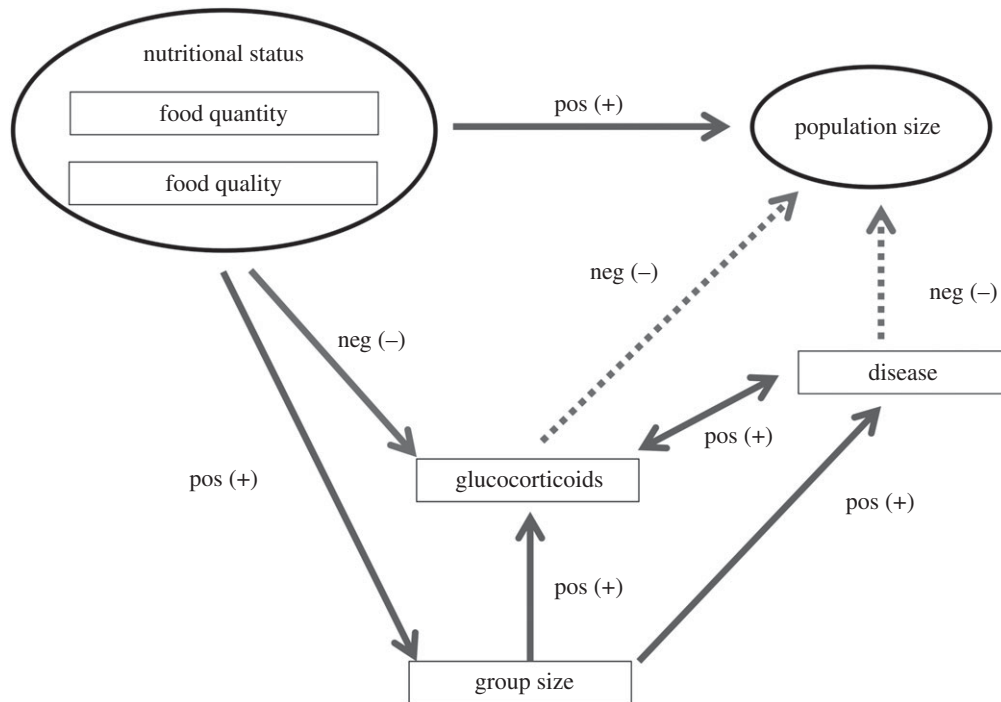 nutritional status
food quantity
food quality
pos (+)
population size
neg (–)
neg (–)
neg (–)
disease
pos (+)
pos (+)
glucocorticoids
pos (+)
pos (+)
group size